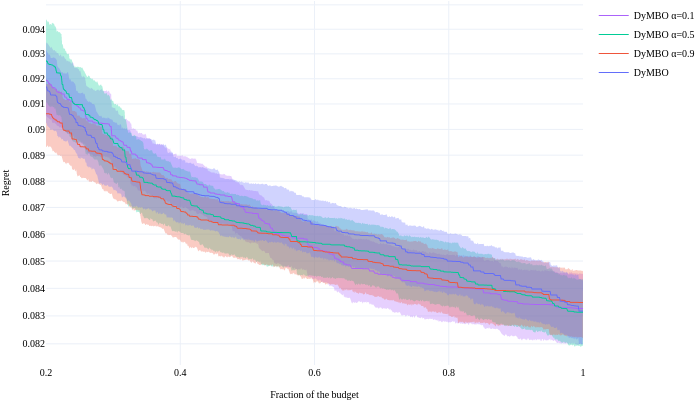 DyMBO α=0.1
DyMBO α=0.5
DyMBO α=0.9
DyMBO
0.094
0.093
0.092
0.091
0.09
0.089
0.088
0.087
0.086
0.085
0.084
0.083
0.082
Regret
0.2 0.4 0.6 0.8 1
Fraction of the budget